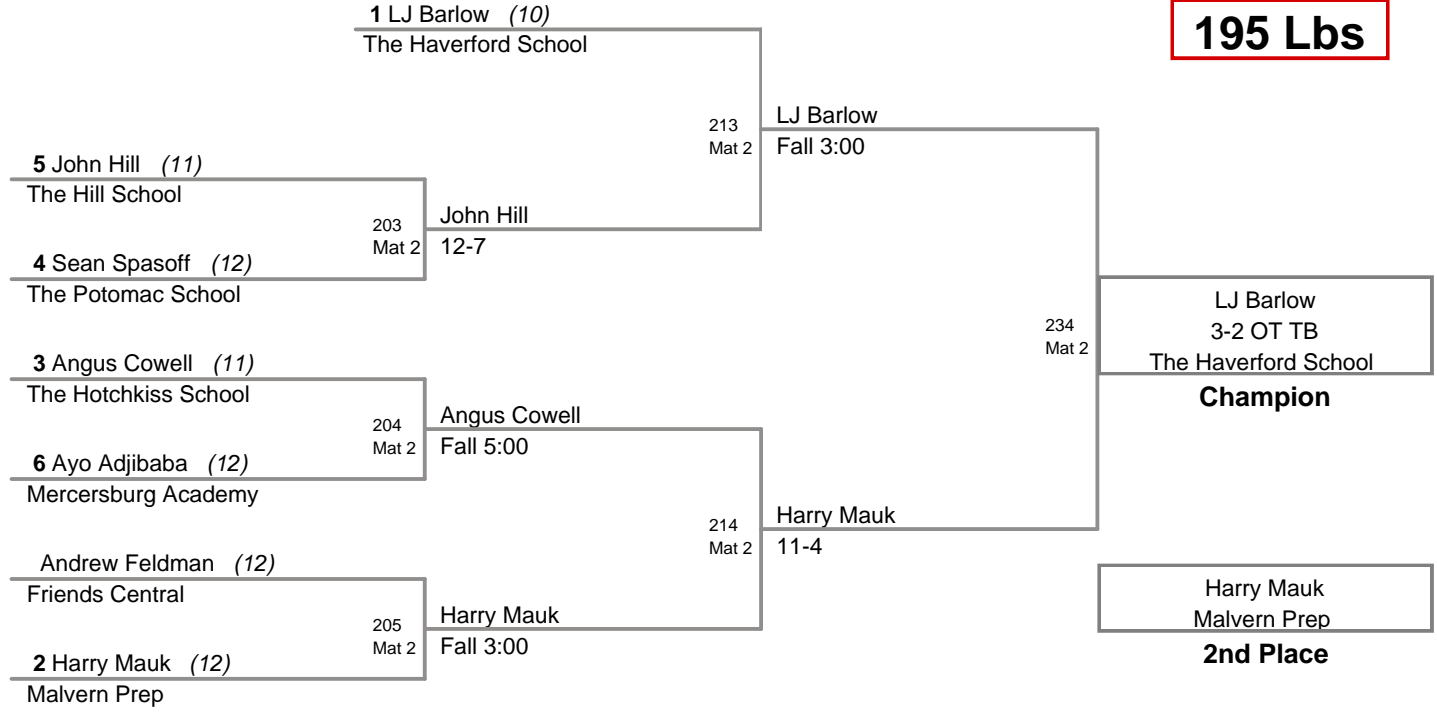 1 LJ Barlow (10)
The Haverford School
195 Lbs
213
Mat 2
LJ Barlow
Fall 3:00
5 John Hill (11)
The Hill School
203
Mat 2
John Hill
12-7
4 Sean Spasoff (12)
The Potomac School
234
Mat 2
LJ Barlow
3-2 OT TB
The Haverford School
Champion
3 Angus Cowell (11)
The Hotchkiss School
204
Mat 2
Angus Cowell
Fall 5:00
6 Ayo Adjibaba (12)
Mercersburg Academy
214
Mat 2
Harry Mauk
11-4
Andrew Feldman (12)
Friends Central
205
Mat 2
Harry Mauk
Fall 3:00
2 Harry Mauk (12)
Malvern Prep
Harry Mauk
Malvern Prep
2nd Place